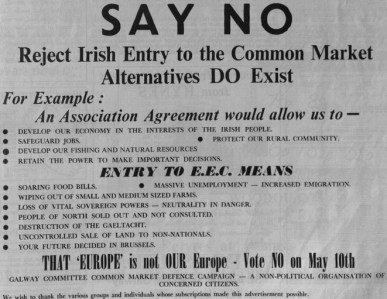 SAY NO
Reject Irish Entry to the Common Market
Alternatives DO Exist
For Example :
An Association Agreement would allow us to —
● DEVELOP OUR ECONOMY IN THE INTERESTS OF THE IRISH PEOPLE.
● SAFEGUARD JOBS. ● PROTECT OUR RURAL COMMUNITY.
● DEVELOP OUR FISHING AND NATURAL RESOURCES
● RETAIN THE POWER TO MAKE IMPORTANT DECISIONS.
ENTRY TO E.E.C. MEANS
● SOARING FOOD BILLS. ● MASSIVE UNEMPLOYMENT — INCREASED EMIGRATION.
● WIPING OUT OF SMALL AND MEDIUM SIZED FARMS.
● LOSS OF VITAL SOVEREIGN POWERS — NEUTRALITY IN DANGER.
● PEOPLE OF NORTH SOLD OUT AND NOT CONSULTED.
● DESTRUCTION OF THE GAELTACHT.
● UNCONTROLLED SALE OF LAND TO NON-NATIONALS.
● YOUR FUTURE DECIDED IN BRUSSELS.
THAT 'EUROPE' is not OUR Europe - Vote NO on May 10th
GALWAY COMMITTEE COMMON MARKET DEFENCE CAMPAIGN — A NON-POLITICAL ORGANISATION OF
CONCERNED CITIZENS.
We wish to thank the various groups and individuals whose subscriptions made this advertisement possible.